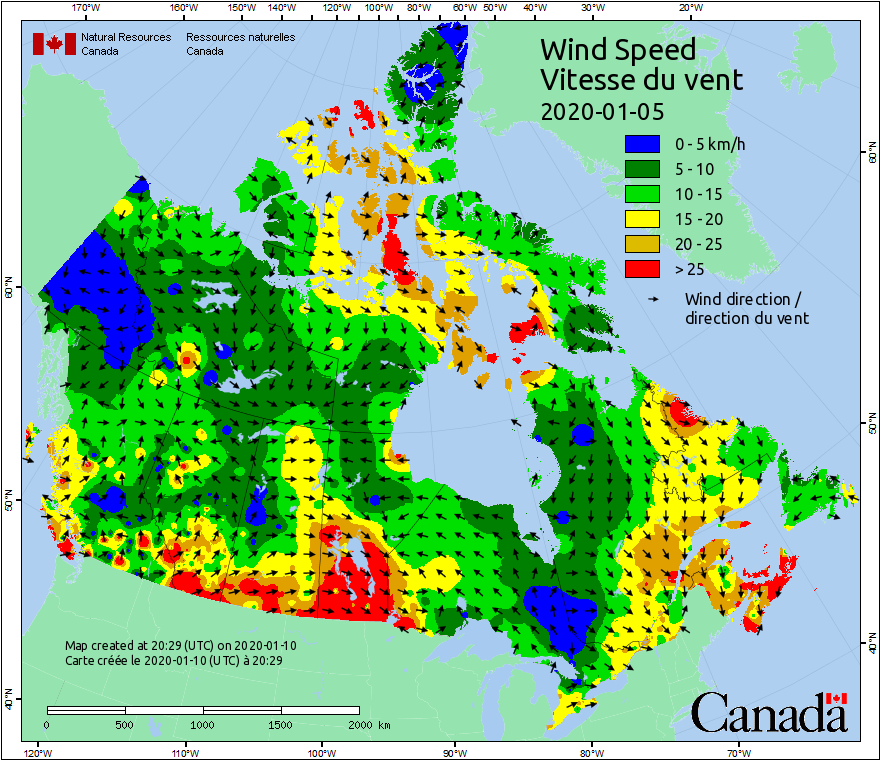 170°W 160°W 150°W 140°W 130°W 120°W 110°W 100°W 90°W 80°W 70°W 60°W 50°W 40°W 30°W 20°W
Natural Resources Ressources naturelles
Canada Canada
Wind Speed
Vitesse du vent
2020-01-05
0 - 5 km/h
5 - 10
10 - 15
15 - 20
20 - 25
> 25
Wind direction /
direction du vent
60°N
60°N
50°N
50°N
40°N
40°N
Map created at 20:29 (UTC) on 2020-01-10
Carte créée le 2020-01-10 (UTC) à 20:29
0 500 1000 1500 2000 km
Canada
120°W 110°W 100°W 90°W 80°W 70°W